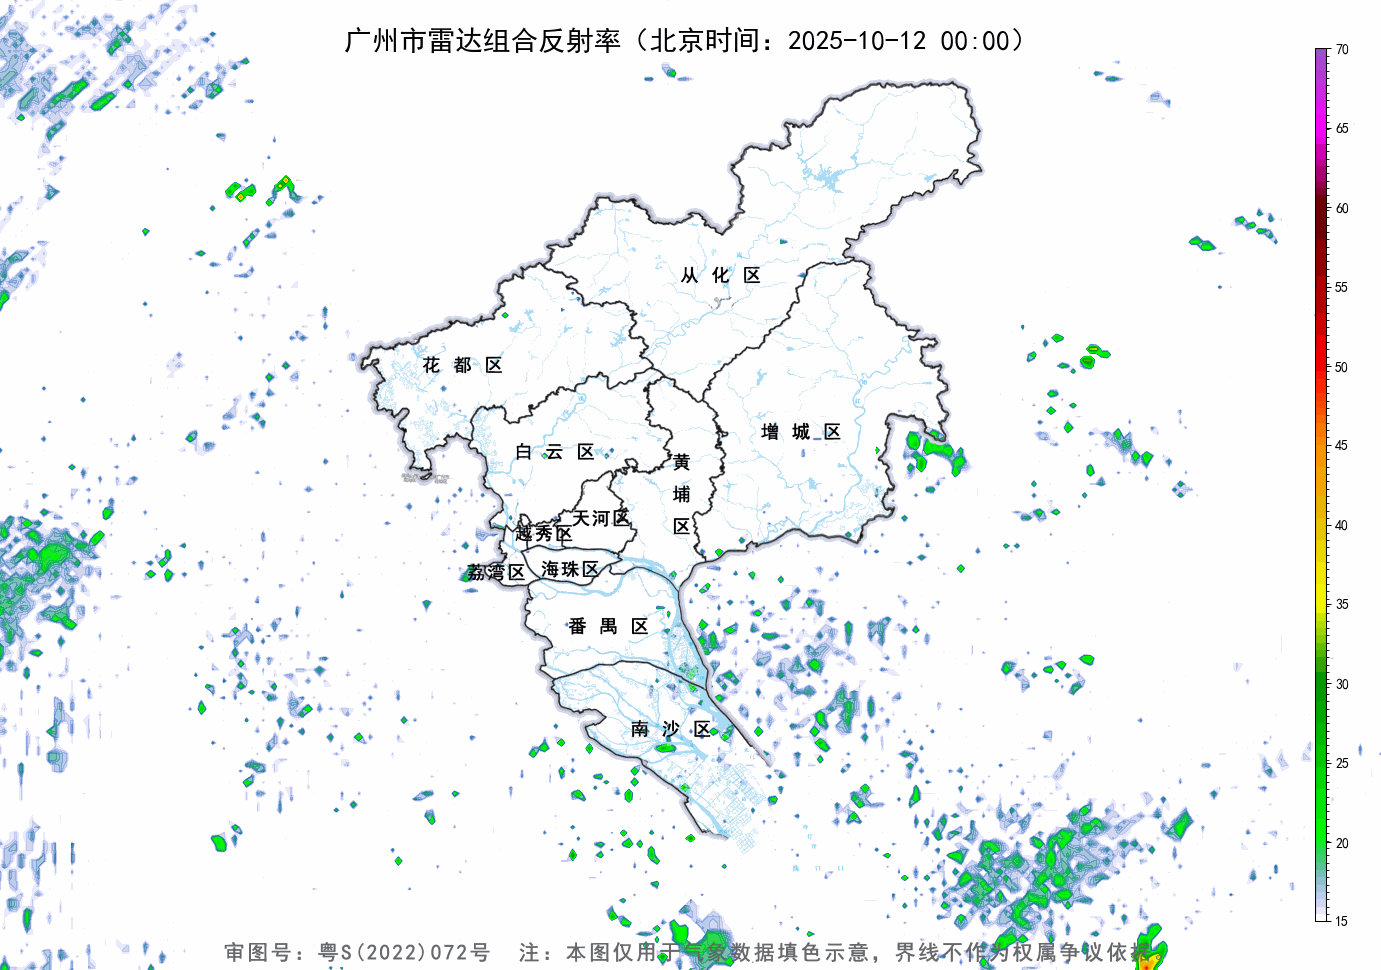 广州市雷达组合反射率（北京时间：2025-10-12 00:00）
70
65
60
55
50
45
40
35
30
25
20
15
从化区
花都区
增城区
白云区
黄埔区
天河区
越秀区
荔湾区
海珠区
番禺区
南沙区
审图号：粤S(2022)072号 注：本图仅用于气象数据填色示意，界线不作为权属争议依据